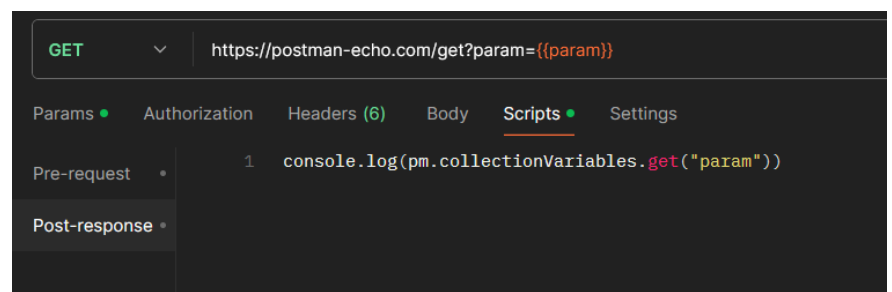 GET https://postman-echo.com/get?param={{param}}
Params Authorization Headers (6) Body Scripts Settings
Pre-request
Post-response
1 console.log(pm.collectionVariables.get("param"))